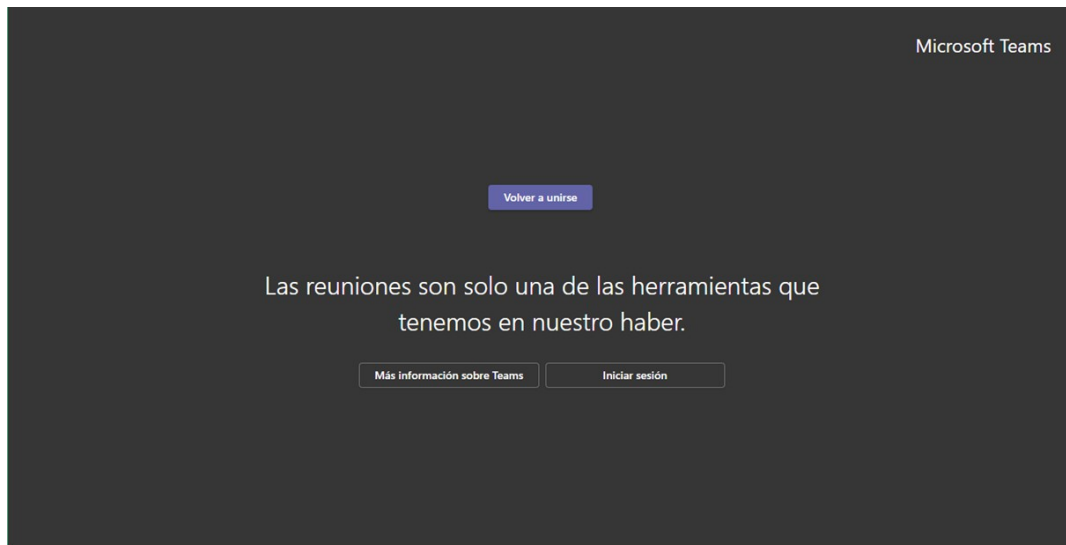 Microsoft Teams
Volver a unirse
Las reuniones son solo una de las herramientas que
tenemos en nuestro haber.
Más información sobre Teams
Iniciar sesión